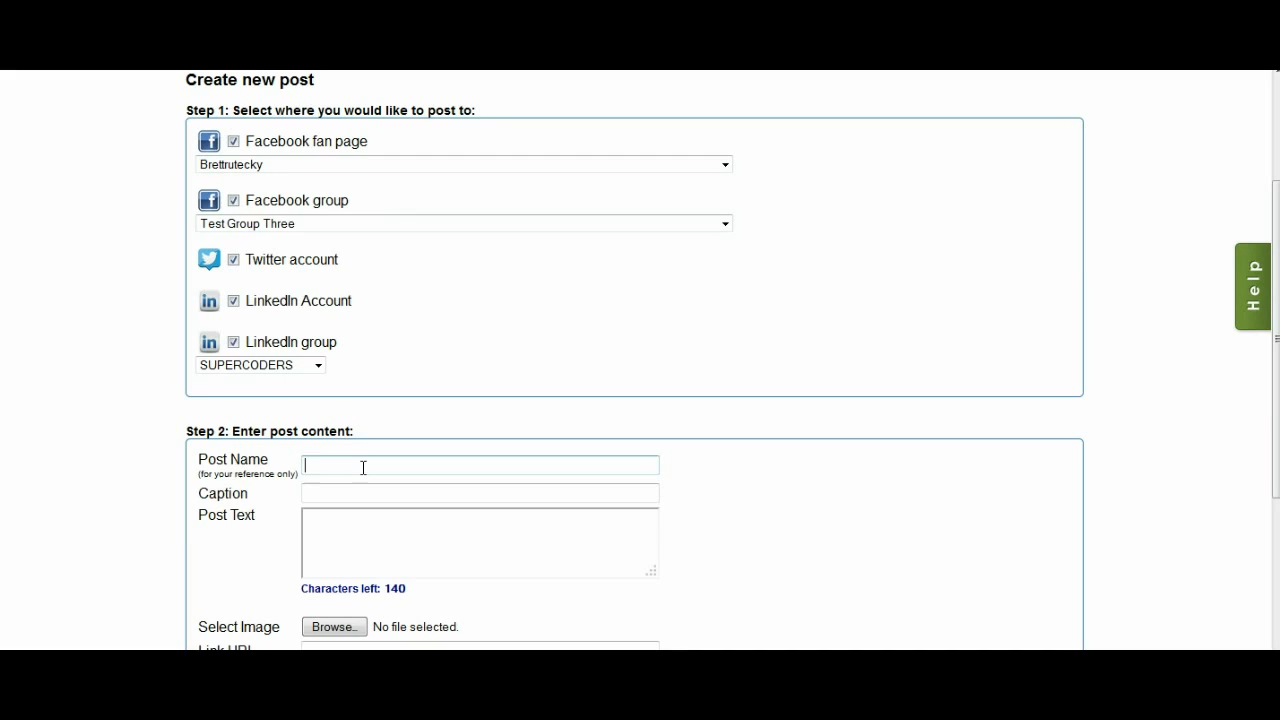 Create new post
Step 1: Select where you would like to post to:
Facebook fan page
Brettrutecky
Facebook group
Test Group Three
Twitter account
LinkedIn Account
LinkedIn group
SUPERCODERS
Help
Step 2: Enter post content:
Post Name
(for your reference only)
Caption
Post Text
Characters left: 140
Select Image Browse... No file selected.
Link URL